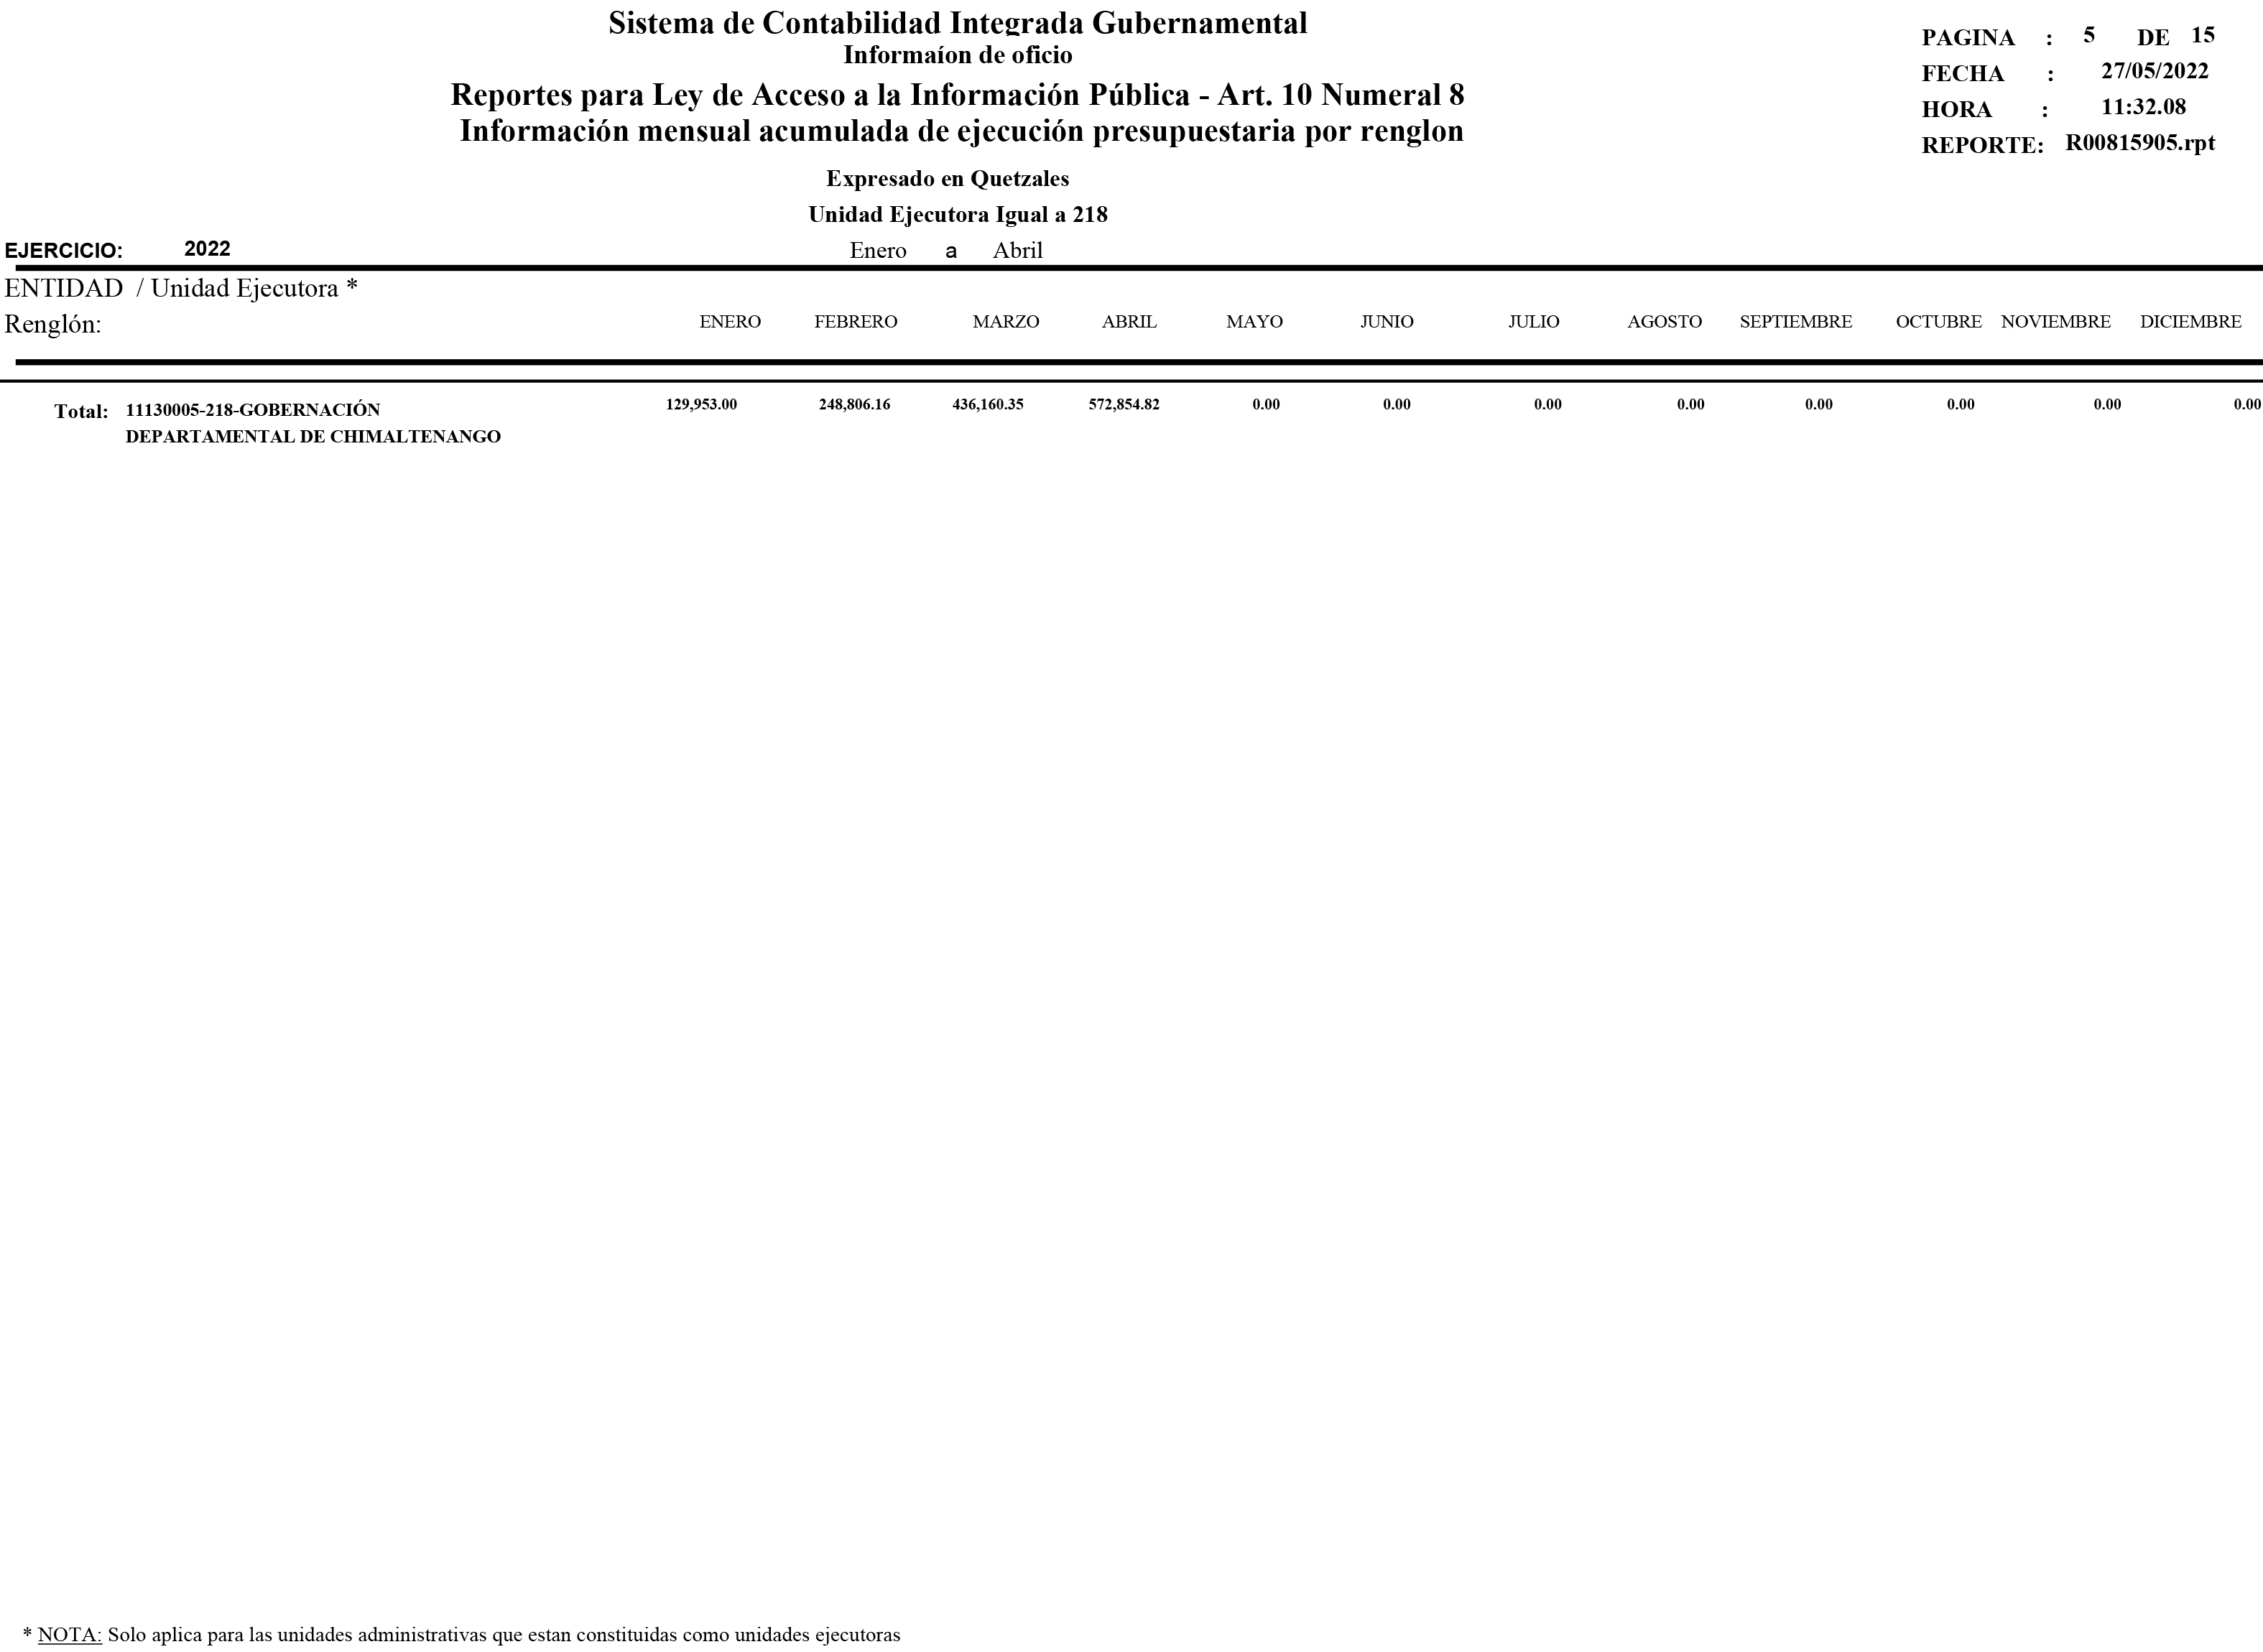 Sistema de Contabilidad Integrada Gubernamental
Informaíon de oficio
Reportes para Ley de Acceso a la Información Pública - Art. 10 Numeral 8
Información mensual acumulada de ejecución presupuestaria por renglon
Expresado en Quetzales
Unidad Ejecutora Igual a 218
PAGINA : 5 DE 15
FECHA : 27/05/2022
HORA : 11:32.08
REPORTE: R00815905.rpt
EJERCICIO: 2022 Enero a Abril
ENTIDAD / Unidad Ejecutora *
Renglón: ENERO FEBRERO MARZO ABRIL MAYO JUNIO JULIO AGOSTO SEPTIEMBRE OCTUBRE NOVIEMBRE DICIEMBRE
Total: 11130005-218-GOBERNACIÓN 129,953.00 248,806.16 436,160.35 572,854.82 0.00 0.00 0.00 0.00 0.00 0.00 0.00 0.00
DEPARTAMENTAL DE CHIMALTENANGO
* NOTA: Solo aplica para las unidades administrativas que estan constituidas como unidades ejecutoras